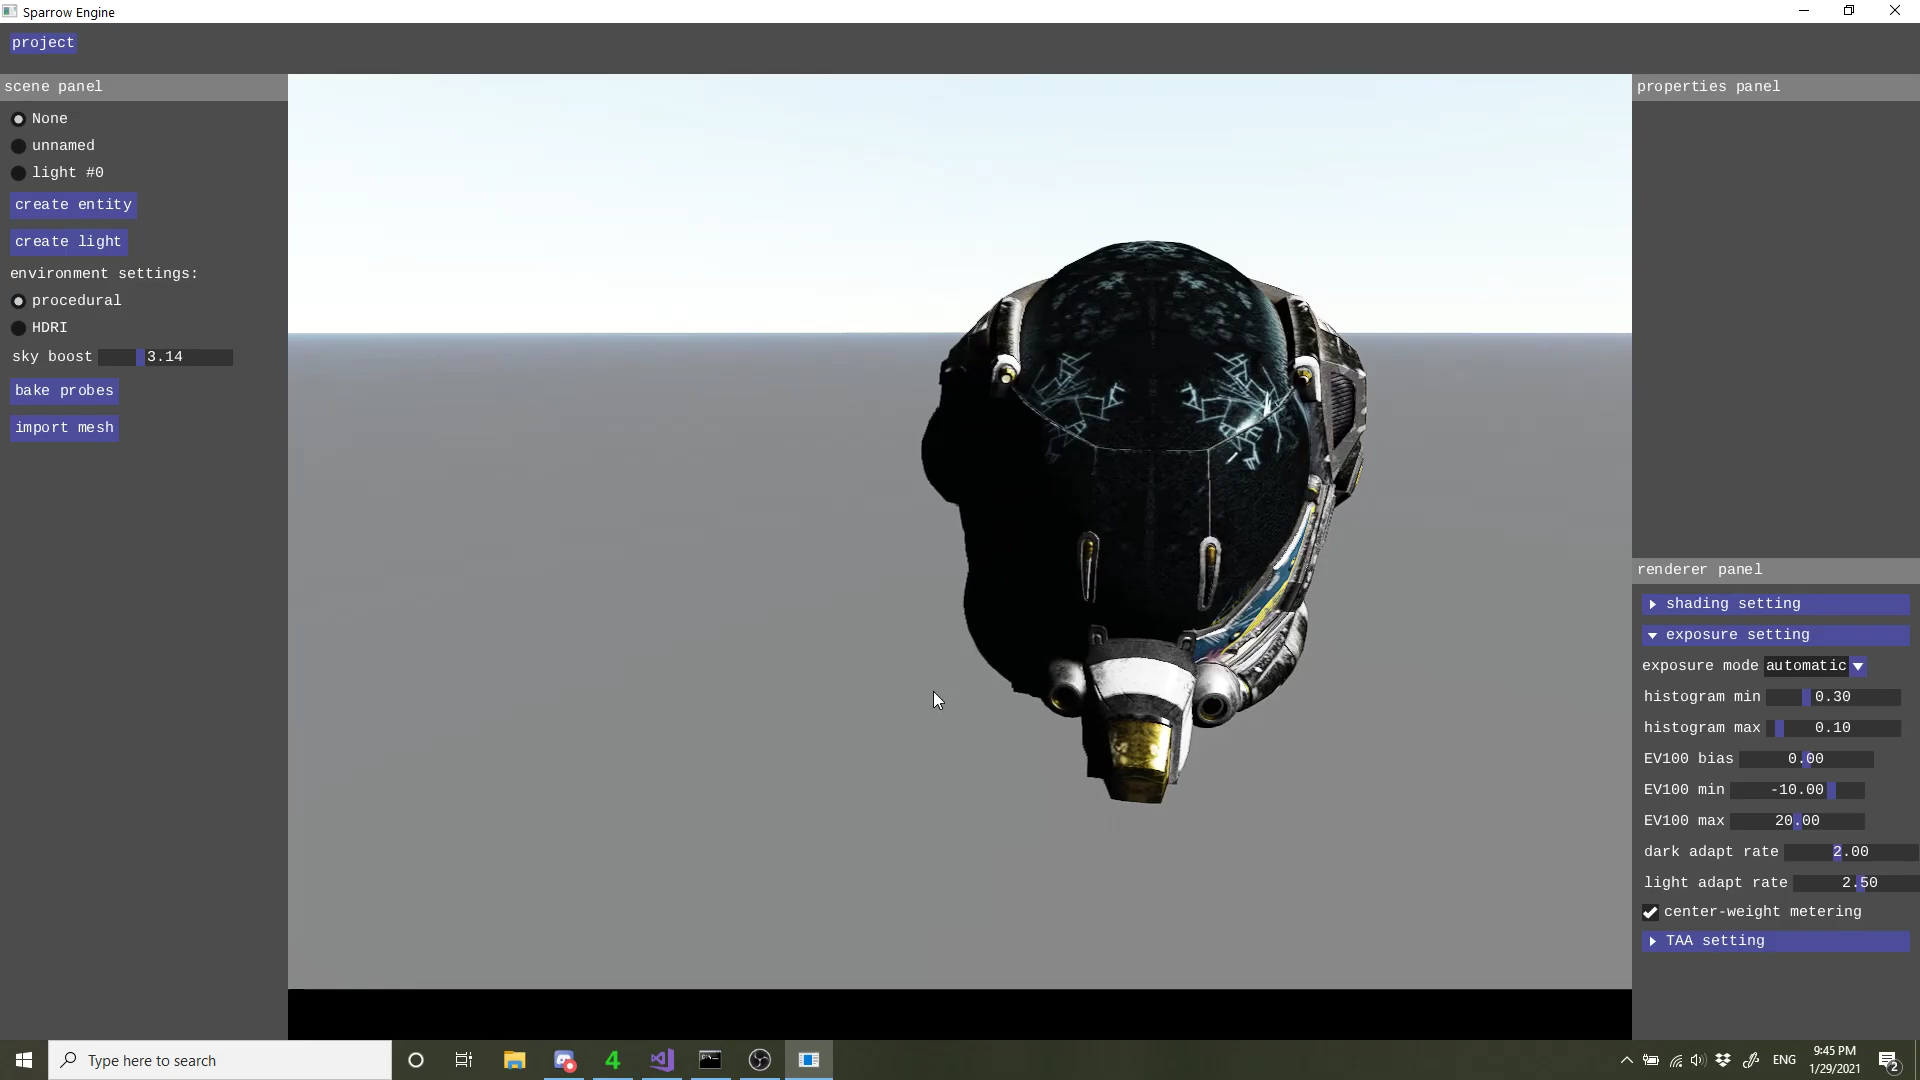 Sparrow Engine
project
scene panel
None
unnamed
light #0
create entity
create light
environment settings:
procedural
HDRI
sky boost 3.14
bake probes
import mesh
properties panel
renderer panel
shading setting
exposure setting
exposure mode automatic
histogram min 0.30
histogram max 0.10
EV100 bias 0.00
EV100 min -10.00
EV100 max 20.00
dark adapt rate 2.00
light adapt rate 2.50
center-weight metering
TAA setting
Type here to search
4
ENG
9:45 PM
1/29/2021
2